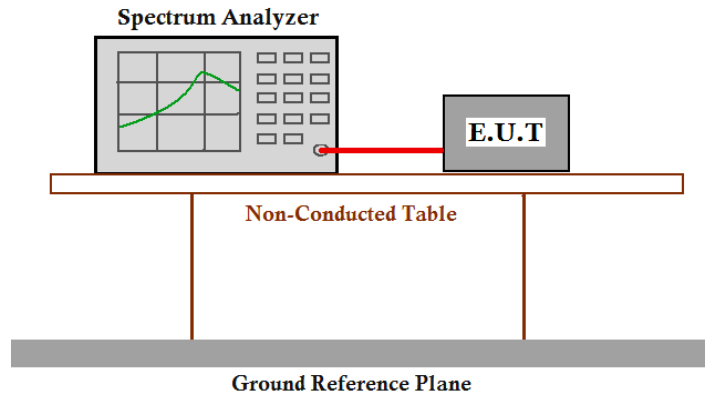 Spectrum Analyzer
E.U.T
Non-Conducted Table
Ground Reference Plane